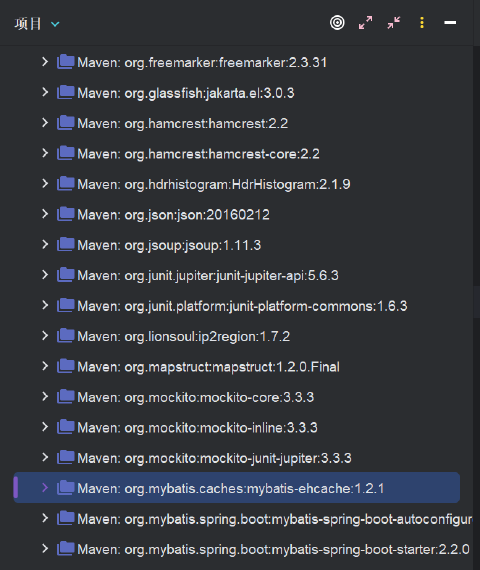 项目
Maven: org.freemarker:freemarker:2.3.31
Maven: org.glassfish:jakarta.el:3.0.3
Maven: org.hamcrest:hamcrest:2.2
Maven: org.hamcrest:hamcrest-core:2.2
Maven: org.hdrhistogram:HdrHistogram:2.1.9
Maven: org.json:json:20160212
Maven: org.jsoup:jsoup:1.11.3
Maven: org.junit.jupiter:junit-jupiter-api:5.6.3
Maven: org.junit.platform:junit-platform-commons:1.6.3
Maven: org.lionsoul:ip2region:1.7.2
Maven: org.mapstruct:mapstruct:1.2.0.Final
Maven: org.mockito:mockito-core:3.3.3
Maven: org.mockito:mockito-inline:3.3.3
Maven: org.mockito:mockito-junit-jupiter:3.3.3
Maven: org.mybatis.caches:mybatis-ehcache:1.2.1
Maven: org.mybatis.spring.boot:mybatis-spring-boot-autoconfigur
Maven: org.mybatis.spring.boot:mybatis-spring-boot-starter:2.2.0